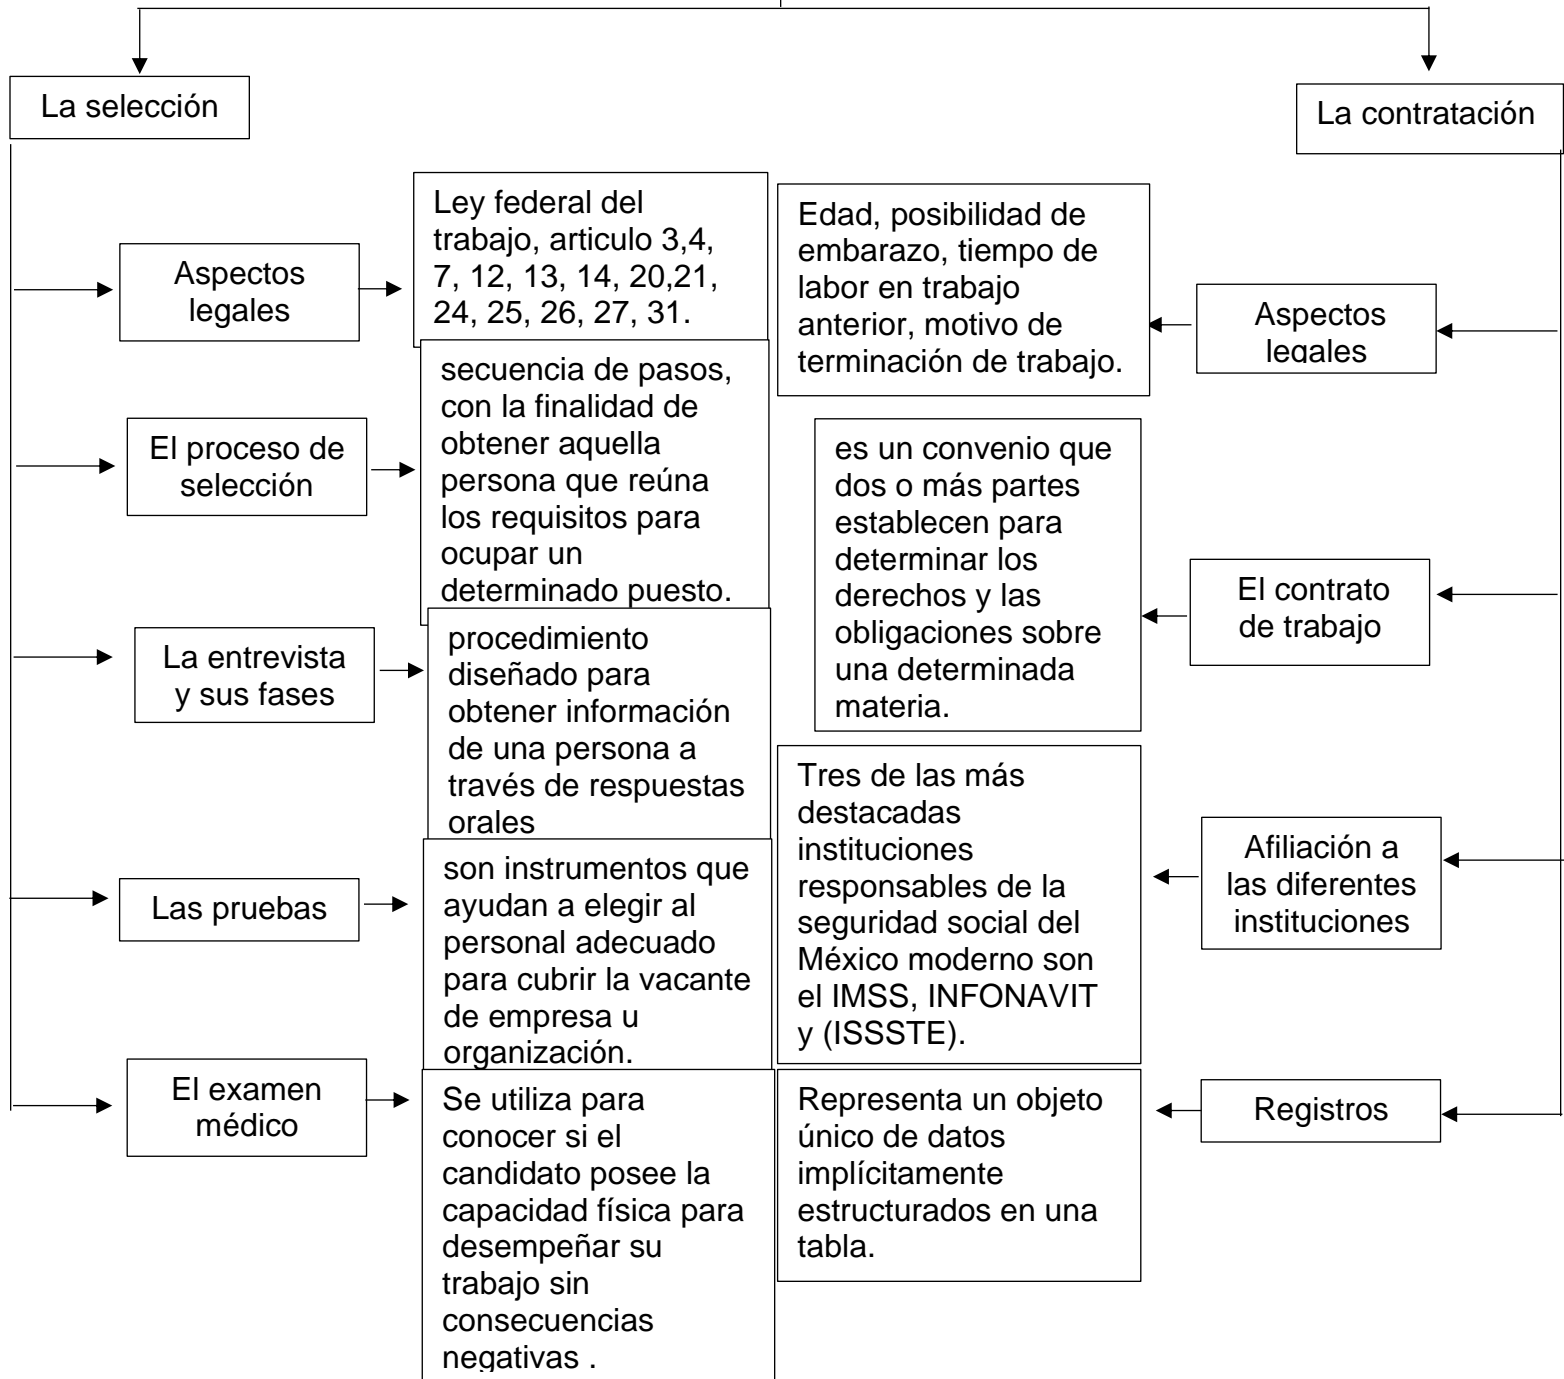 La selección
La contratación
Aspectos
legales
Ley federal del
trabajo, articulo 3,4,
7, 12, 13, 14, 20,21,
24, 25, 26, 27, 31.
El proceso de
selección
secuencia de pasos,
con la finalidad de
obtener aquella
persona que reúna
los requisitos para
ocupar un
determinado puesto.
La entrevista
y sus fases
procedimiento
diseñado para
obtener información
de una persona a
través de respuestas
orales
Las pruebas
son instrumentos que
ayudan a elegir al
personal adecuado
para cubrir la vacante
de empresa u
organización.
El examen
médico
Se utiliza para
conocer si el
candidato posee la
capacidad física para
desempeñar su
trabajo sin
consecuencias
negativas .
Edad, posibilidad de
embarazo, tiempo de
labor en trabajo
anterior, motivo de
terminación de trabajo.
Aspectos
legales
es un convenio que
dos o más partes
establecen para
determinar los
derechos y las
obligaciones sobre
una determinada
materia.
El contrato
de trabajo
Tres de las más
destacadas
instituciones
responsables de la
seguridad social del
México moderno son
el IMSS, INFONAVIT
y (ISSSTE).
Afiliación a
las diferentes
instituciones
Representa un objeto
único de datos
implícitamente
estructurados en una
tabla.
Registros